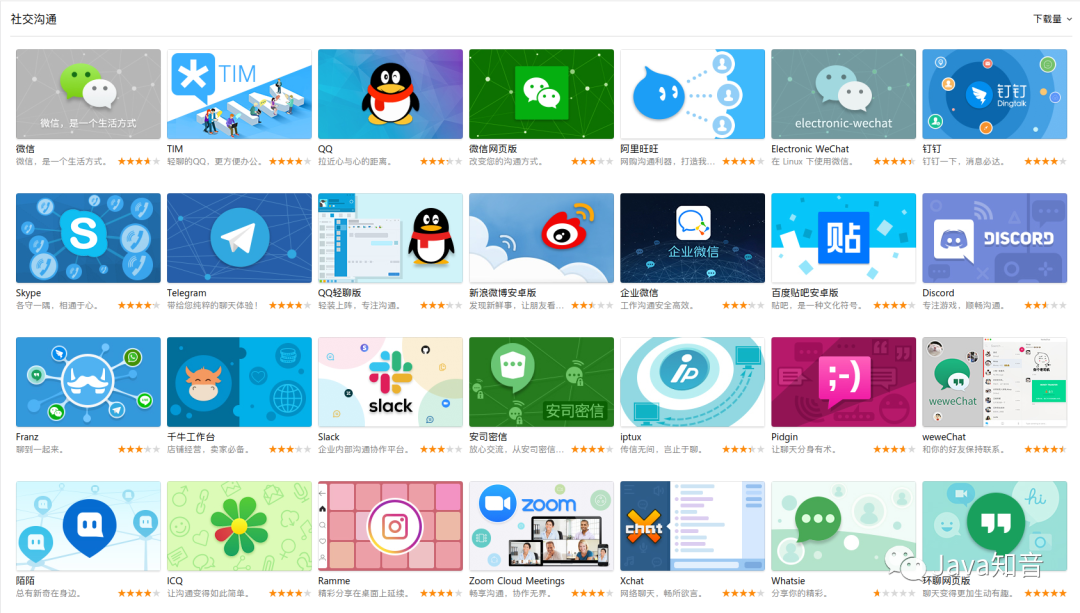 社交沟通
下载量
微信，是一个生活方式
TIM
electronic-wechat
钉钉
Dingtalk
微信
TIM
QQ
微信网页版
阿里旺旺
Electronic WeChat
钉钉
微信，是一个生活方式。
轻聊的QQ，更方便办公。
拉近心与心的距离。
改变您的沟通方式。
网购沟通利器，打造我...
在 Linux 下使用微信。
钉钉一下，消息必达。
S
企业微信
贴
DISCORD
Skype
Telegram
QQ轻聊版
新浪微博安卓版
企业微信
百度贴吧安卓版
Discord
各守一隅，相通于心。
带给您纯粹的聊天体验！
轻装上阵，专注沟通。
发现新鲜事，让朋友看...
工作沟通安全高效。
贴吧，是一种文化符号。
专注游戏，顺畅沟通。
slack
安司密信
ip
;-)
weweChat
Franz
千牛工作台
Slack
安司密信
iptux
Pidgin
weweChat
聊到一起来。
店铺经营，卖家必备。
企业内部沟通协作平台。
放心交流，从安司密信...
传信无间，言止于聊。
让聊天分身有术。
和你的好友保持联系。
zoom
chat
hi
陌陌
ICQ
Ramme
Zoom Cloud Meetings
Xchat
Whatsie
环聊网页版
总有新奇在身边。
让沟通变得如此简单。
精彩分享在桌面上延续。
畅享沟通，协作无界。
网络聊天，畅所欲言。
分享你的精彩。
聊天变得更加生动有趣。
Java知音